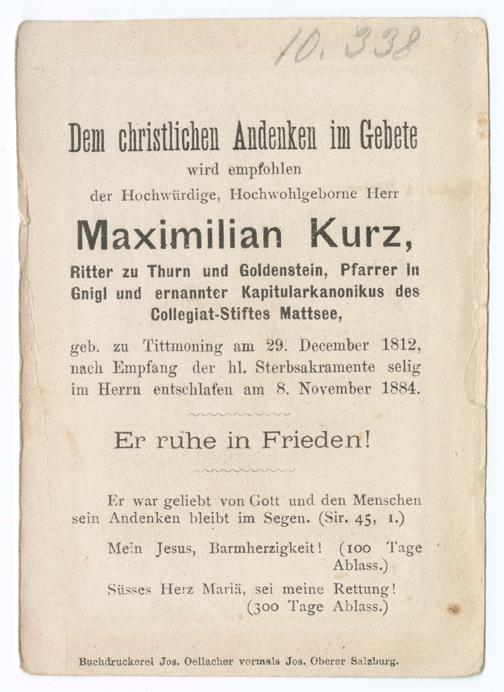 10. 338
Dem christlichen Andenken im Gebete
wird empfohlen
der Hochwürdige, Hochwohlgeborne Herr
Maximilian Kurz,
Ritter zu Thurn und Goldenstein, Pfarrer in
Gnigl und ernannter Kapitularkanonikus des
Collegiat-Stiftes Mattsee,
geb. zu Tittmoning am 29. December 1812,
nach Empfang der hl. Sterbsakramente selig
im Herrn entschlafen am 8. November 1884.
Er ruhe in Frieden!
Er war geliebt von Gott und den Menschen
sein Andenken bleibt im Segen. (Sir. 45, 1.)
Mein Jesus, Barmherzigkeit! (100 Tage
Ablass.)
Süsses Herz Mariä, sei meine Rettung!
(300 Tage Ablass.)
Buchdruckerei Jos. Oellacher vormals Jos. Oberer Salzburg.